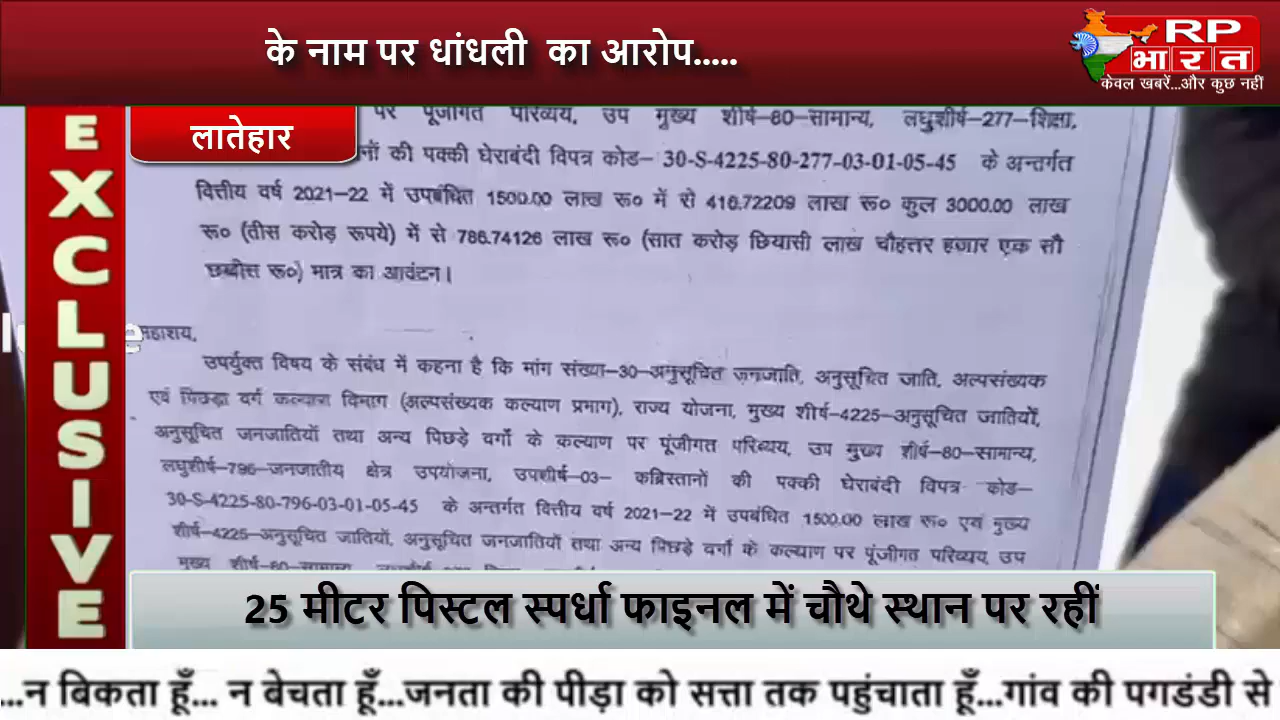 के नाम पर धांधली का आरोप.....
RP
भारत
केवल खबरें...और कुछ नहीं
EXCLUSIVE
लातेहार
पर पूंजीगत परिव्यय, उप मुख्य शीर्ष-80-सामान्य, लघुशीर्ष-277-शिक्षा,
नों की पक्की घेराबंदी विपत्र कोड- 30-S-4225-80-277-03-01-05-45 के अन्तर्गत
वित्तीय वर्ष 2021-22 में उपबंधित 1500.00 लाख रू० में से 416.72209 लाख रू० कुल 3000.00 लाख
रू० (तीस करोड़ रूपये) में से 786.74126 लाख रू० (सात करोड़ छियासी लाख चौहत्तर हजार एक सौ
छब्बीस रू०) मात्र का आवंटन।
महाशय,
उपर्युक्त विषय के संबंध में कहना है कि मांग संख्या-30-अनुसूचित जनजाति, अनुसूचित जाति, अल्पसंख्यक
एवं पिछड़ा वर्ग कल्याण विभाग (अल्पसंख्यक कल्याण प्रभाग), राज्य योजना, मुख्य शीर्ष-4225-अनुसूचित जातियों,
अनुसूचित जनजातियों तथा अन्य पिछड़े वर्गों के कल्याण पर पूंजीगत परिव्यय, उप मुख्य शीर्ष-80-सामान्य,
लघुशीर्ष-796-जनजातीय क्षेत्र उपयोजना, उपशीर्ष-03- कब्रिस्तानों की पक्की घेराबंदी विपत्र कोड-
30-S-4225-80-796-03-01-05-45 के अन्तर्गत वित्तीय वर्ष 2021-22 में उपबंधित 1500.00 लाख रू० एवं मुख्य
शीर्ष-4225-अनुसूचित जातियों, अनुसूचित जनजातियों तथा अन्य पिछड़े वर्गों के कल्याण पर पूंजीगत परिव्यय, उप
मुख्य शीर्ष-80-सामान्य,
25 मीटर पिस्टल स्पर्धा फाइनल में चौथे स्थान पर रहीं
...न बिकता हूँ... न बेचता हूँ...जनता की पीड़ा को सत्ता तक पहुंचाता हूँ...गांव की पगडंडी से